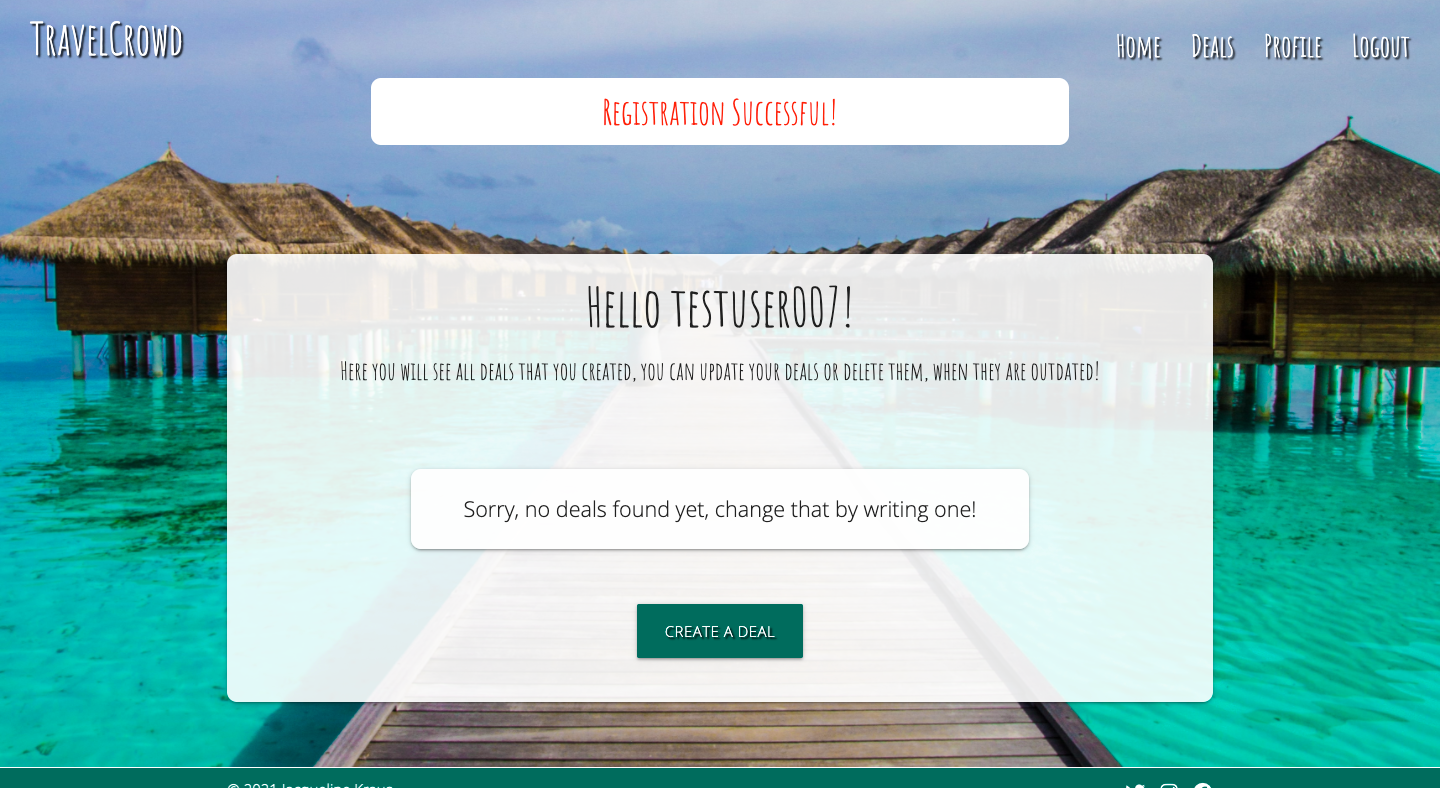 TravelCrowd
Home Deals Profile Logout
Registration Successful!
Hello testuser007!
Here you will see all deals that you created, you can update your deals or delete them, when they are outdated!
Sorry, no deals found yet, change that by writing one!
CREATE A DEAL
© 2021 Jacqueline Kraus